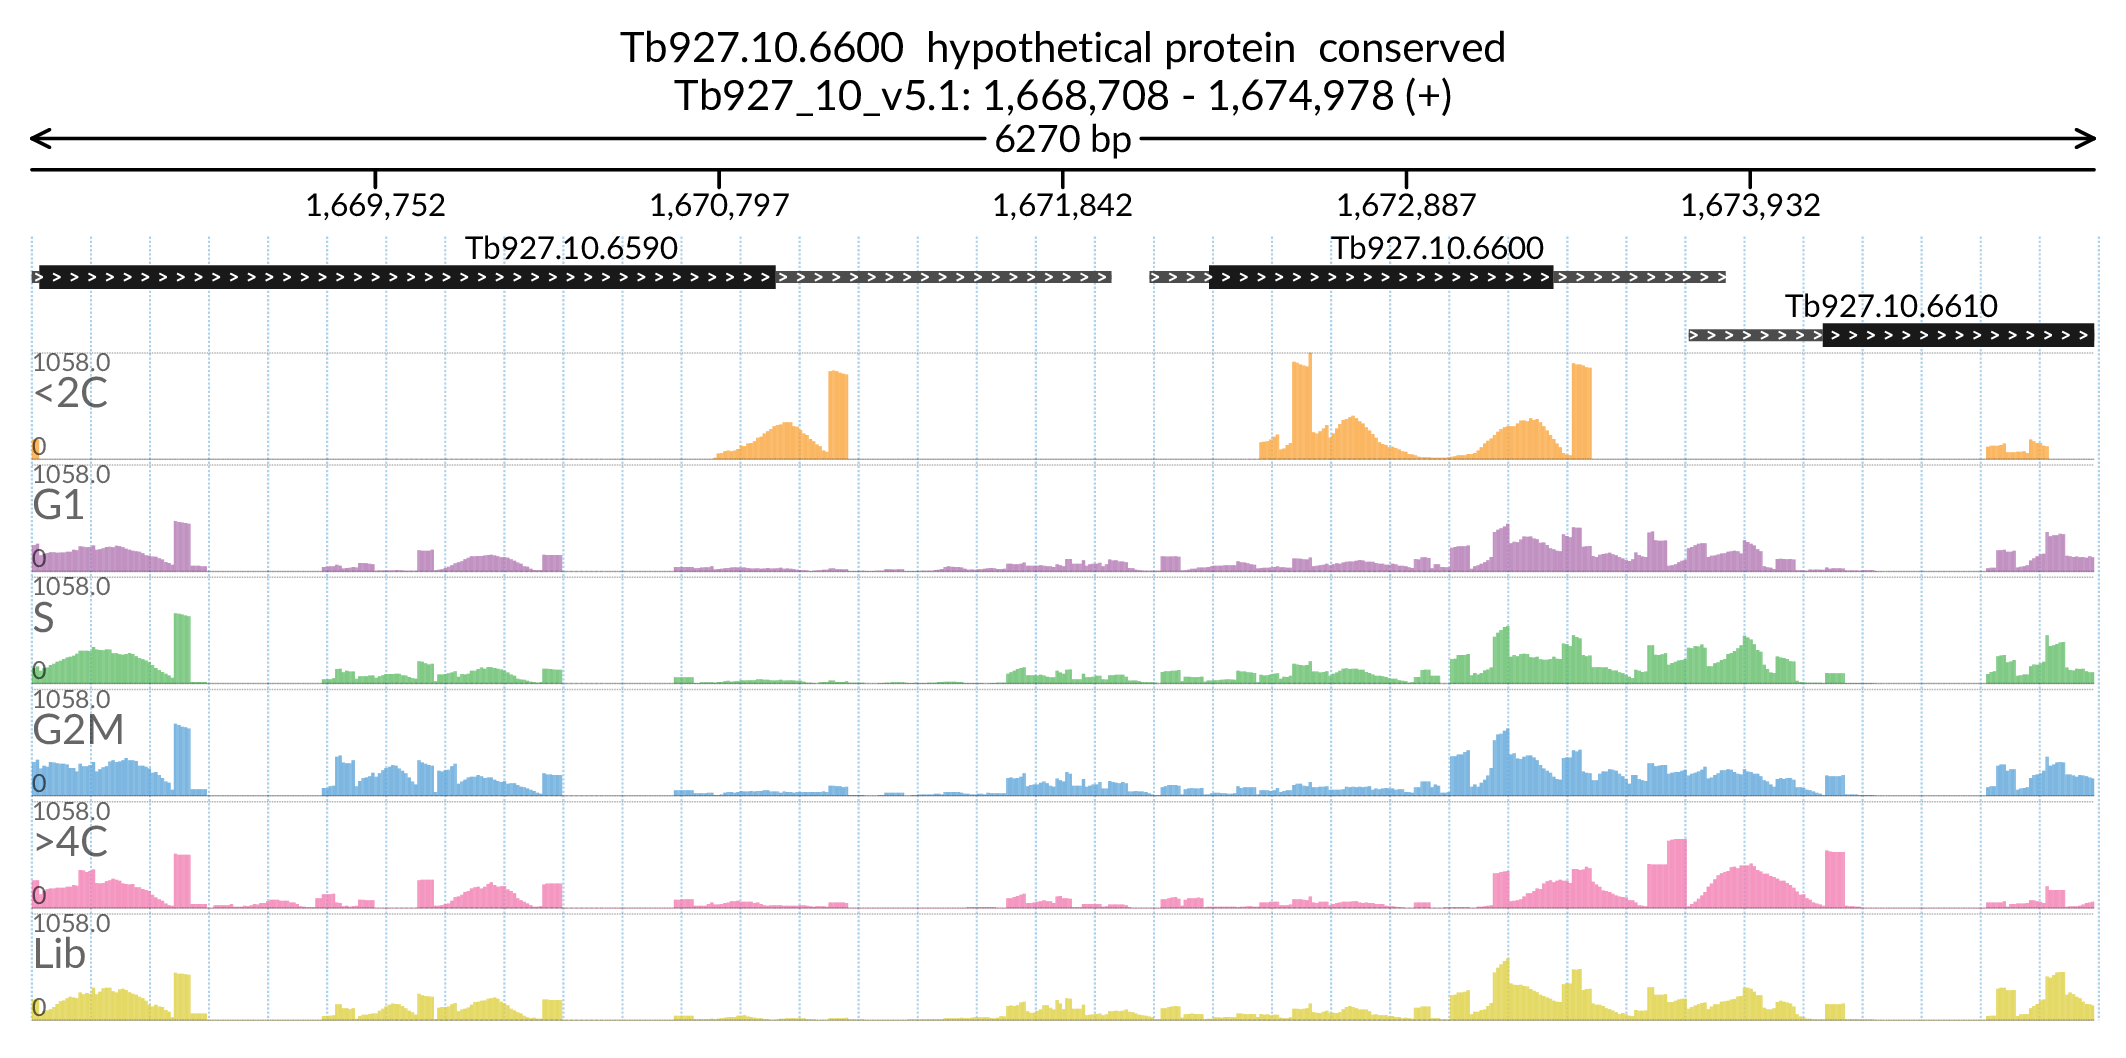 Tb927.10.6600  hypothetical protein  conserved
Tb927_10_v5.1: 1,668,708 - 1,674,978 (+)
6270 bp
1,669,752 1,670,797 1,671,842 1,672,887 1,673,932
Tb927.10.6590 Tb927.10.6600
Tb927.10.6610
1058.0
<2C
0
1058.0
G1
0
1058.0
S
0
1058.0
G2M
0
1058.0
>4C
0
1058.0
Lib
0